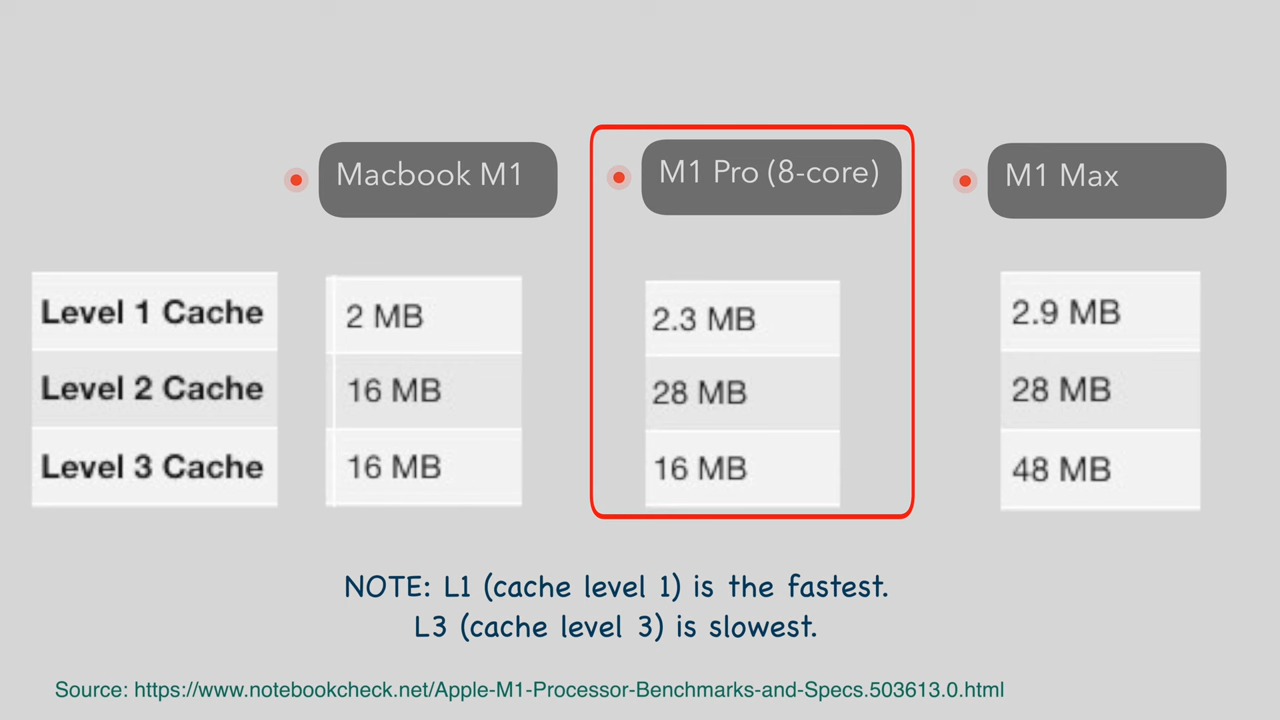 Macbook M1 M1 Pro (8-core) M1 Max
Level 1 Cache 2 MB 2.3 MB 2.9 MB
Level 2 Cache 16 MB 28 MB 28 MB
Level 3 Cache 16 MB 16 MB 48 MB
NOTE: L1 (cache level 1) is the fastest.
L3 (cache level 3) is slowest.
Source: https://www.notebookcheck.net/Apple-M1-Processor-Benchmarks-and-Specs.503613.0.html